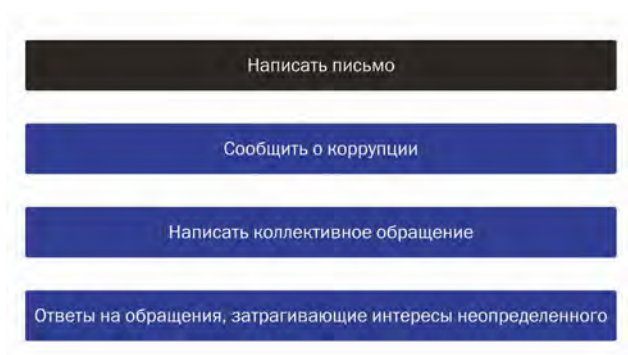 Написать письмо
Сообщить о коррупции
Написать коллективное обращение
Ответы на обращения, затрагивающие интересы неопределенного